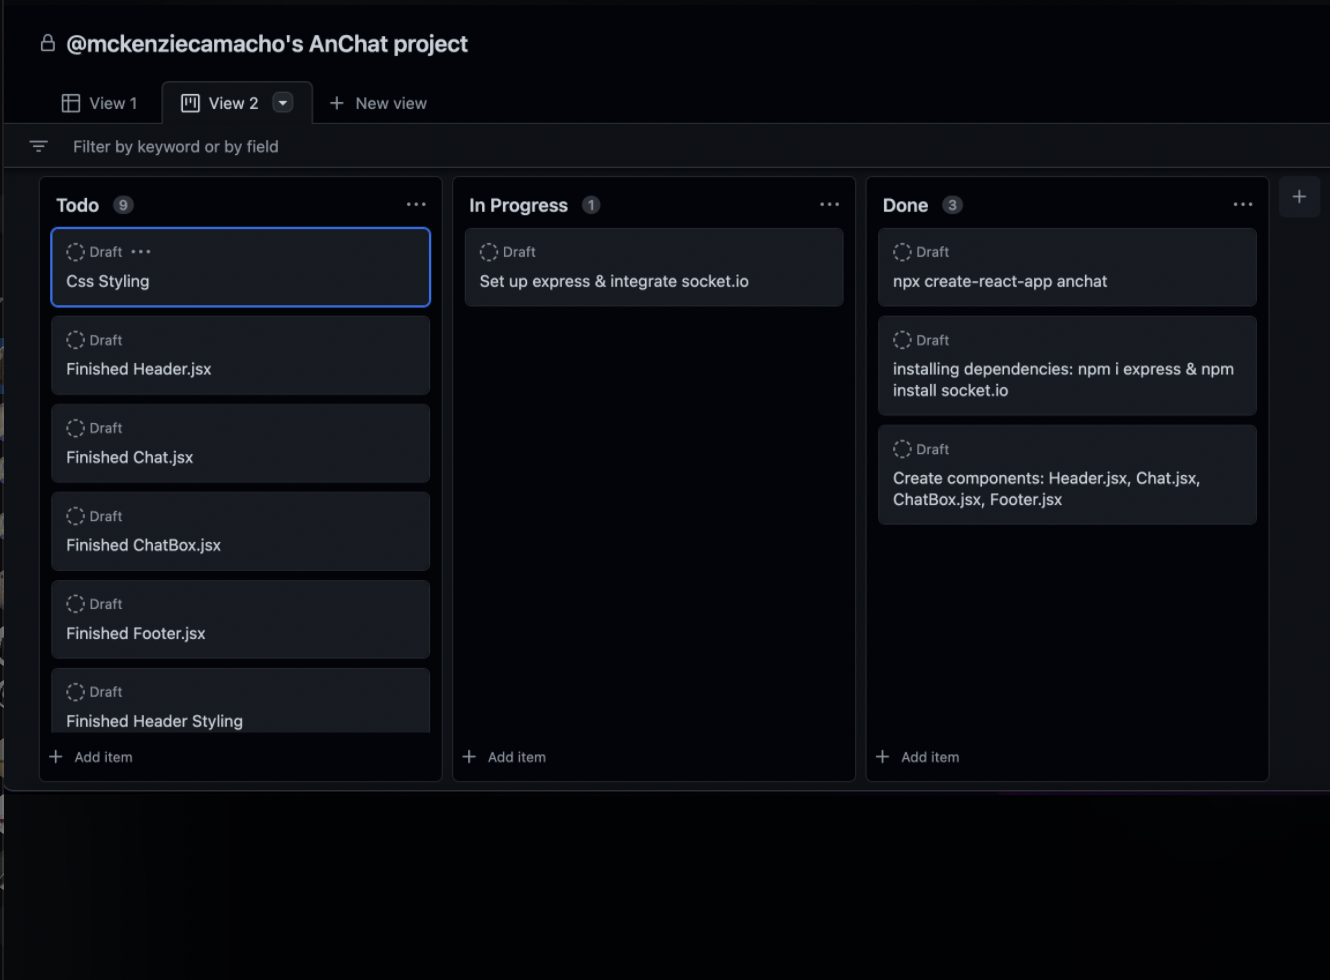 @mckenziecamacho's AnChat project
View 1
View 2
New view
Filter by keyword or by field
Todo 9
Draft
Css Styling
Draft
Finished Header.jsx
Draft
Finished Chat.jsx
Draft
Finished ChatBox.jsx
Draft
Finished Footer.jsx
Draft
Finished Header Styling
Add item
In Progress 1
Draft
Set up express & integrate socket.io
Add item
Done 3
Draft
npx create-react-app anchat
Draft
installing dependencies: npm i express & npm
install socket.io
Draft
Create components: Header.jsx, Chat.jsx,
ChatBox.jsx, Footer.jsx
Add item